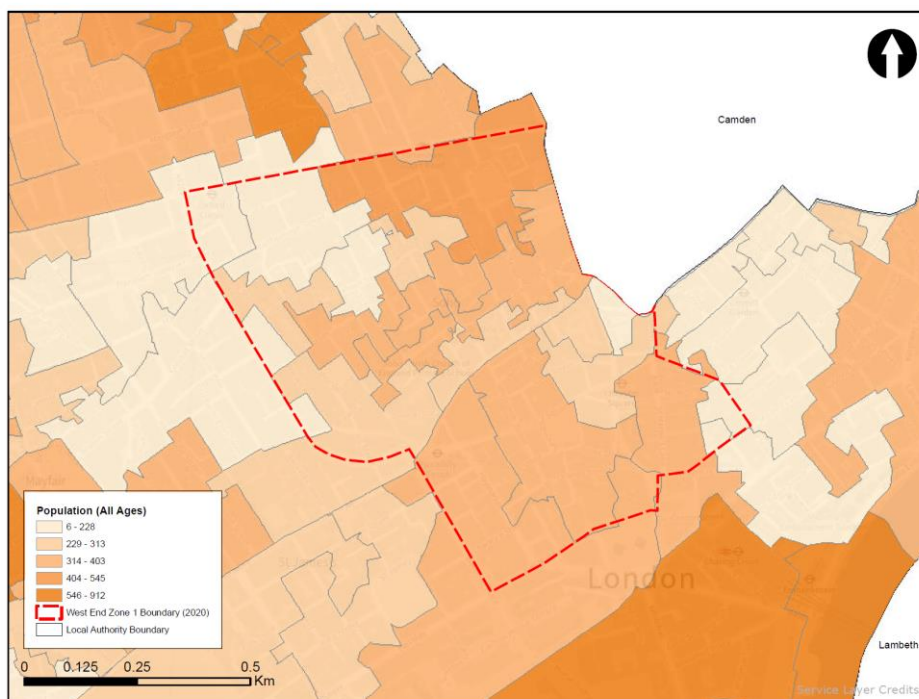 Camden
Mayfair
London
Population (All Ages)
6 - 228
229 - 313
314 - 403
404 - 545
546 - 912
West End Zone 1 Boundary (2020)
Local Authority Boundary
Lambeth
0 0.125 0.25 0.5
Km
Service Layer Credits